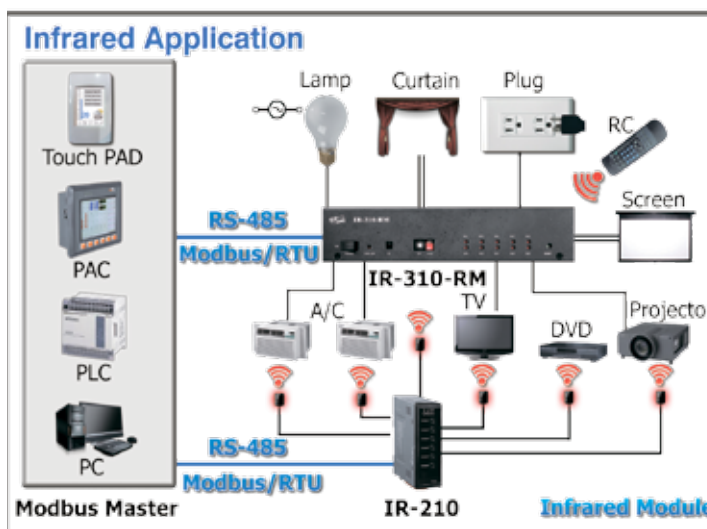 Infrared Application
Lamp
Curtain
Plug
RC
Touch PAD
Screen
RS-485
Modbus/RTU
IR-310-RM
PAC
A/C
TV
DVD
Projecto
PLC
RS-485
Modbus/RTU
PC
Modbus Master
IR-210
Infrared Module